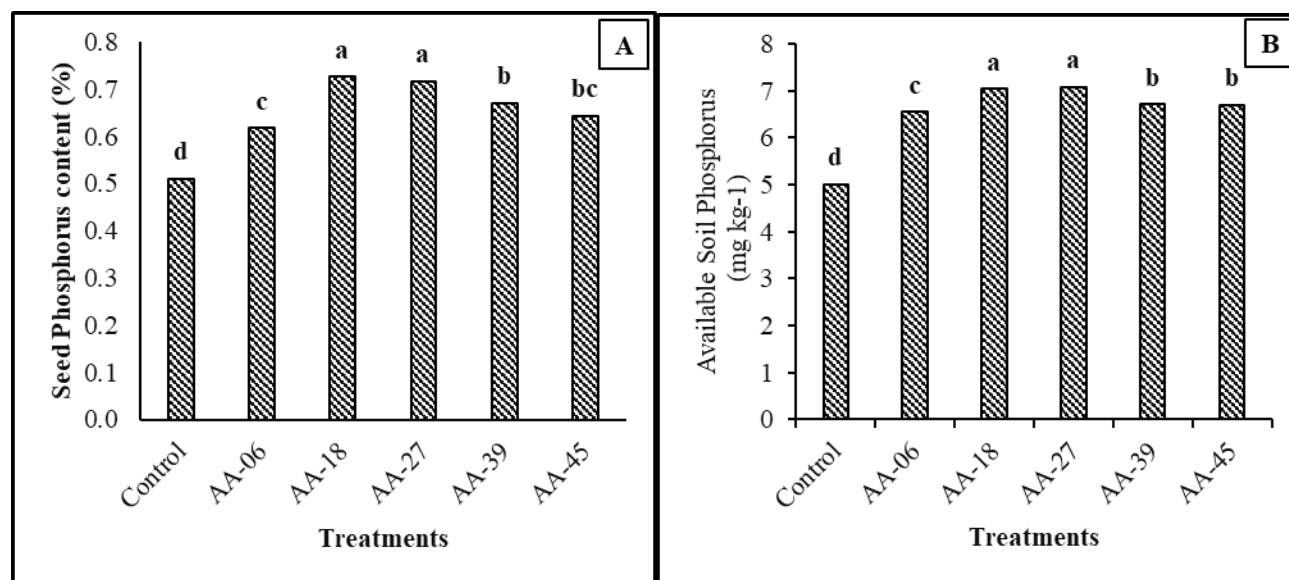 A
Seed Phosphorus content (%)
0.8
0.7
0.6
0.5
0.4
0.3
0.2
0.1
0.0
d
c
a
a
b
bc
Control
AA-06
AA-18
AA-27
AA-39
AA-45
Treatments
B
Available Soil Phosphorus
(mg kg-1)
8
7
6
5
4
3
2
1
0
d
c
a
a
b
b
Control
AA-06
AA-18
AA-27
AA-39
AA-45
Treatments